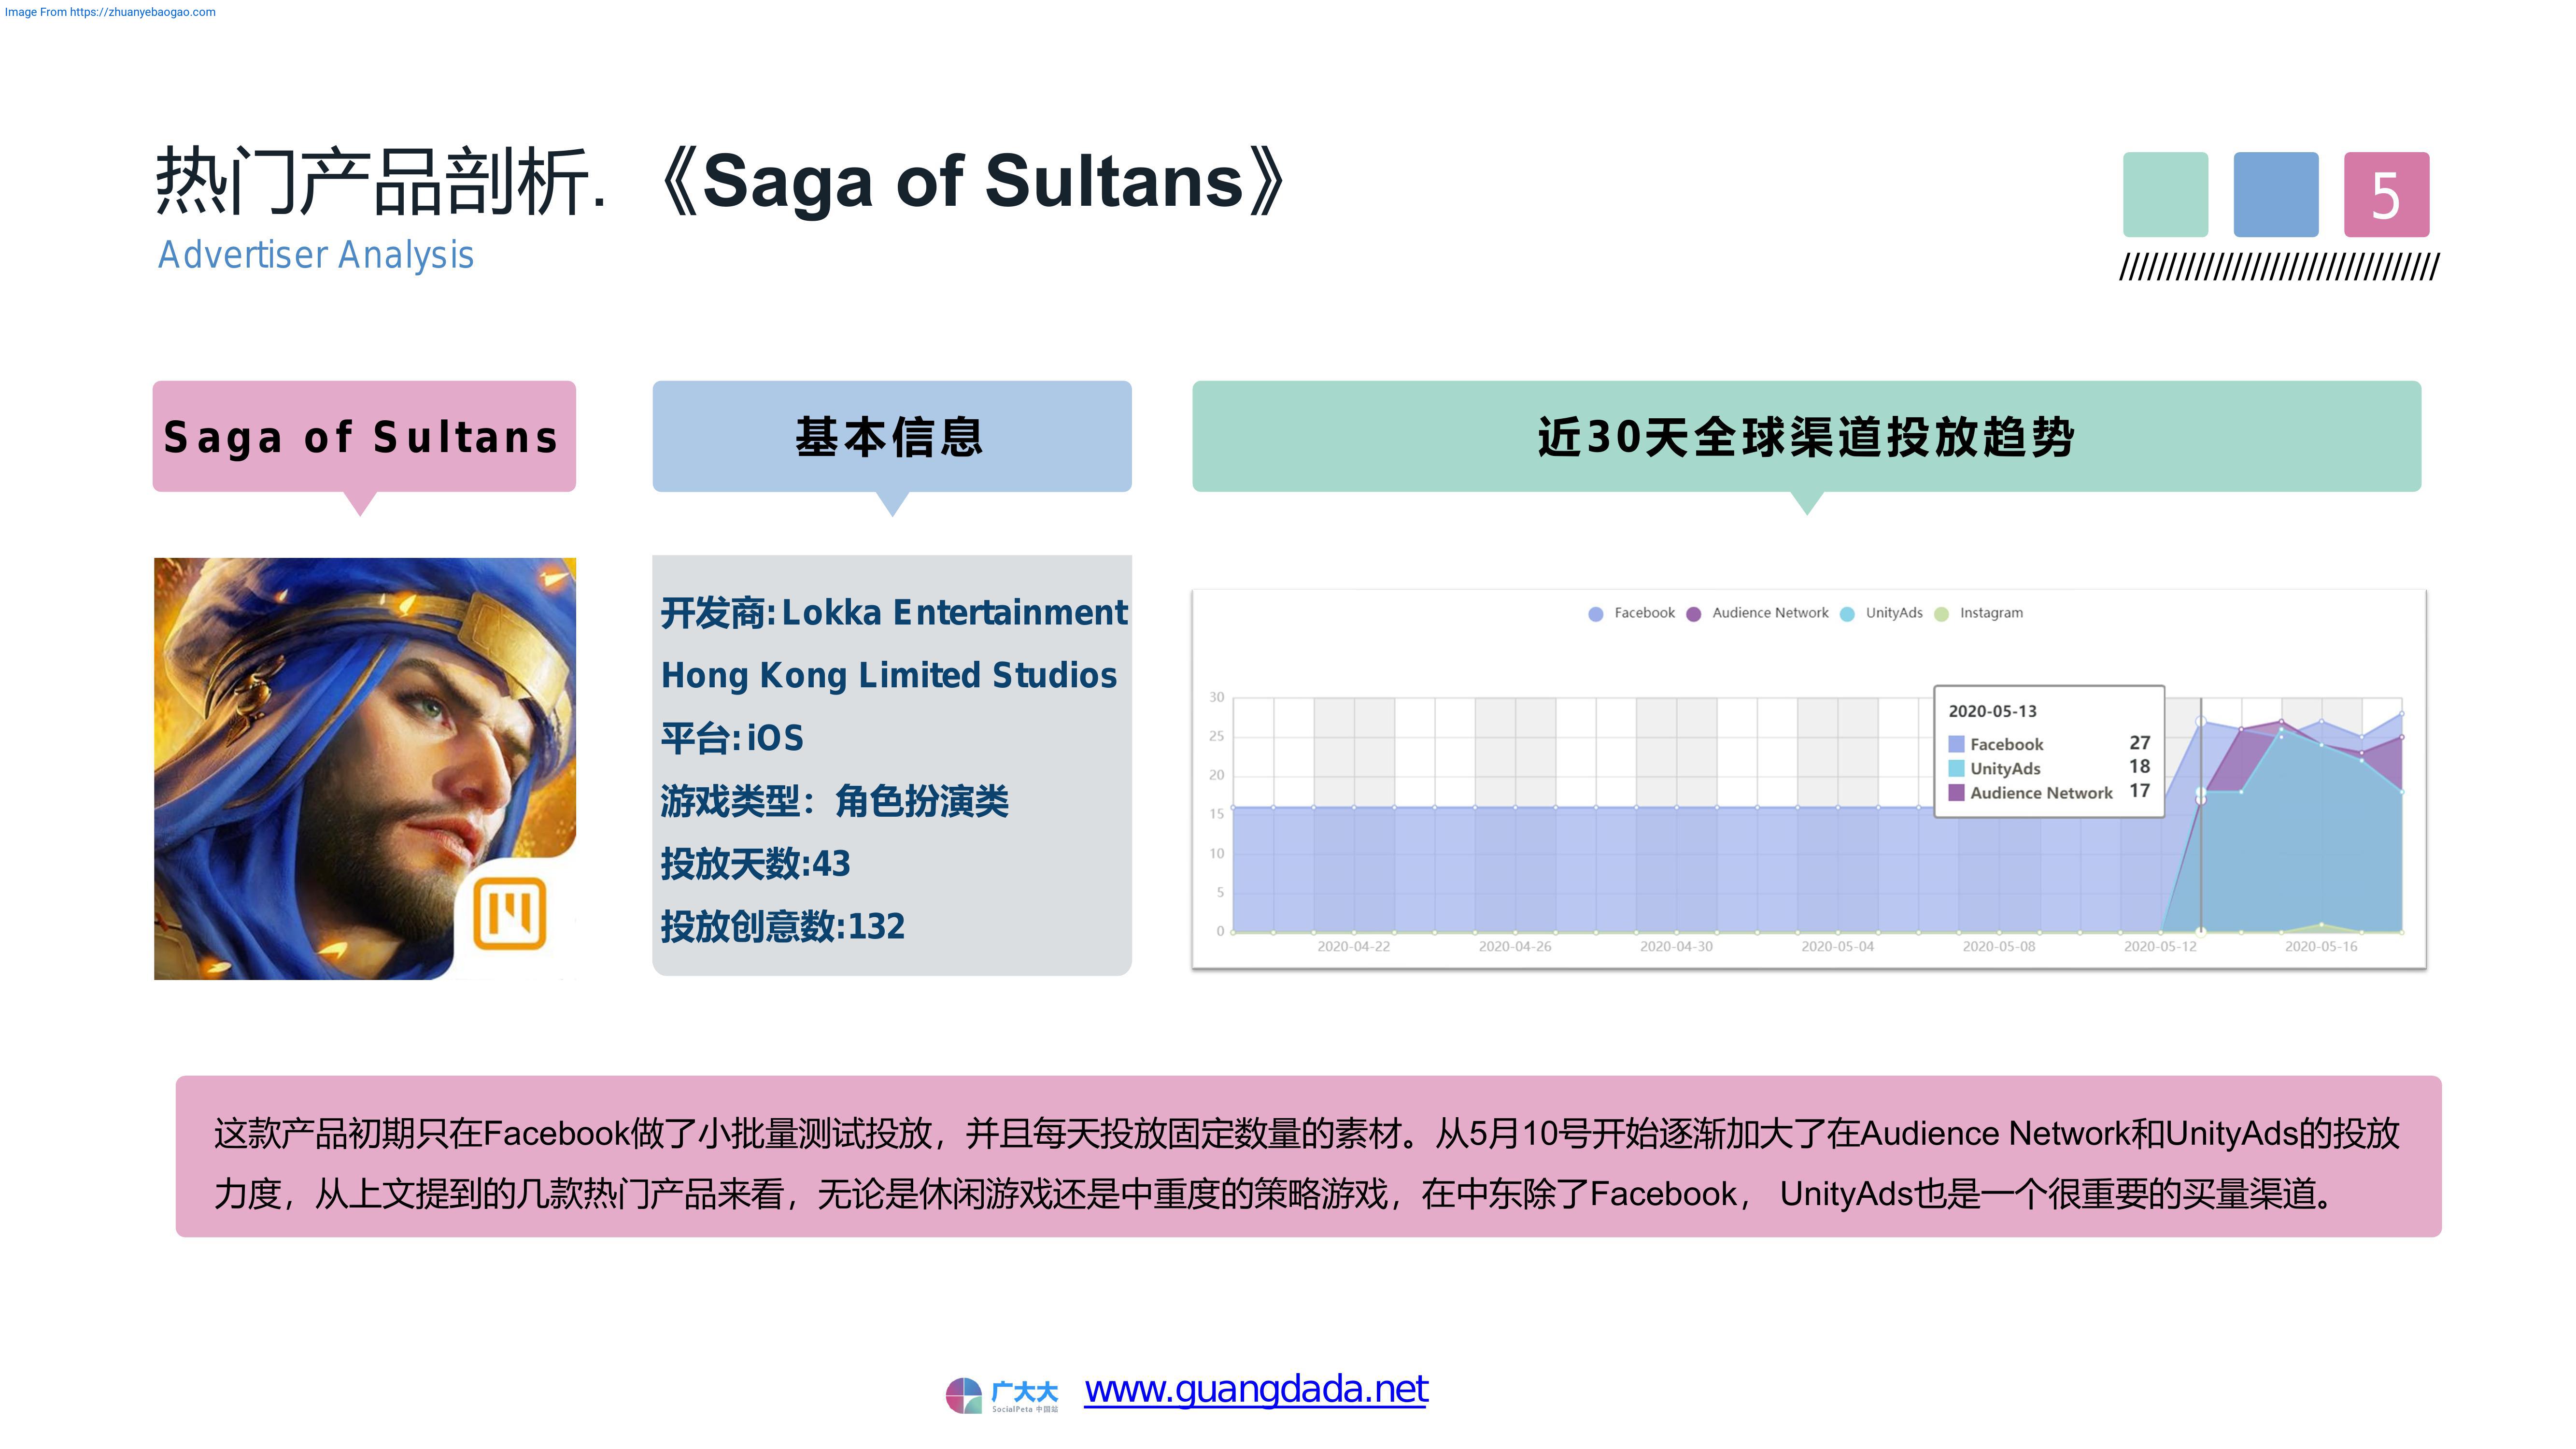 Image From https://zhuanyebaogao.com
热门产品剖析. 《Saga of Sultans》
5
Advertiser Analysis
Saga of Sultans
基本信息
近30天全球渠道投放趋势
开发商:Lokka Entertainment
Hong Kong Limited Studios
平台:iOS
游戏类型：角色扮演类
投放天数:43
投放创意数:132
Facebook Audience Network UnityAds Instagram
30
25
20
15
10
5
0
2020-05-13
Facebook 27
UnityAds 18
Audience Network 17
2020-04-22 2020-04-26 2020-04-30 2020-05-04 2020-05-08 2020-05-12 2020-05-16
这款产品初期只在Facebook做了小批量测试投放，并且每天投放固定数量的素材。从5月10号开始逐渐加大了在Audience Network和UnityAds的投放
力度，从上文提到的几款热门产品来看，无论是休闲游戏还是中重度的策略游戏，在中东除了Facebook， UnityAds也是一个很重要的买量渠道。
广大大
SocialPeta 中国站
www.guangdada.net